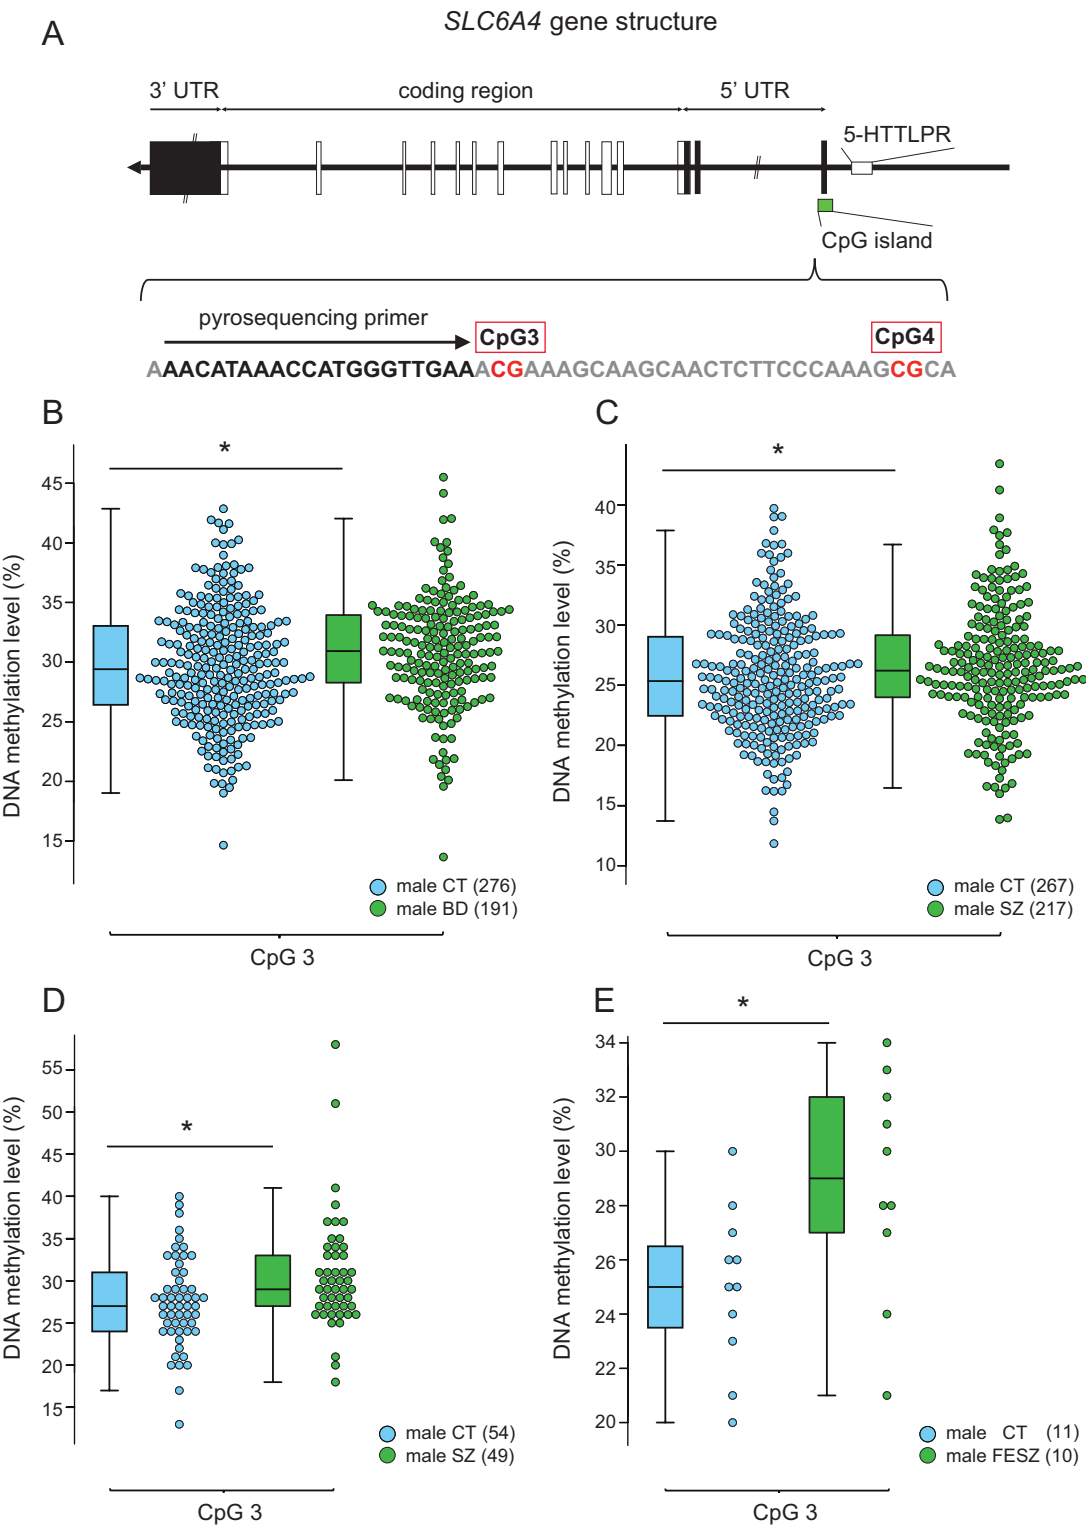 A
SLC6A4 gene structure
3' UTR
coding region
5' UTR
5-HTTLPR
//
//
//
CpG island
pyrosequencing primer
CpG3
CpG4
AAACATAAACCATGGGTTGAAACGAAAGCAAGCAACTCTTCCCAAAGCGCA
B
DNA methylation level (%)
45
40
35
30
25
20
15
*
male CT (276)
male BD (191)
CpG 3
C
DNA methylation level (%)
40
35
30
25
20
15
10
*
male CT (267)
male SZ (217)
CpG 3
D
DNA methylation level (%)
55
50
45
40
35
30
25
20
15
*
male CT (54)
male SZ (49)
CpG 3
E
DNA methylation level (%)
34
32
30
28
26
24
22
20
*
male CT (11)
male FESZ (10)
CpG 3